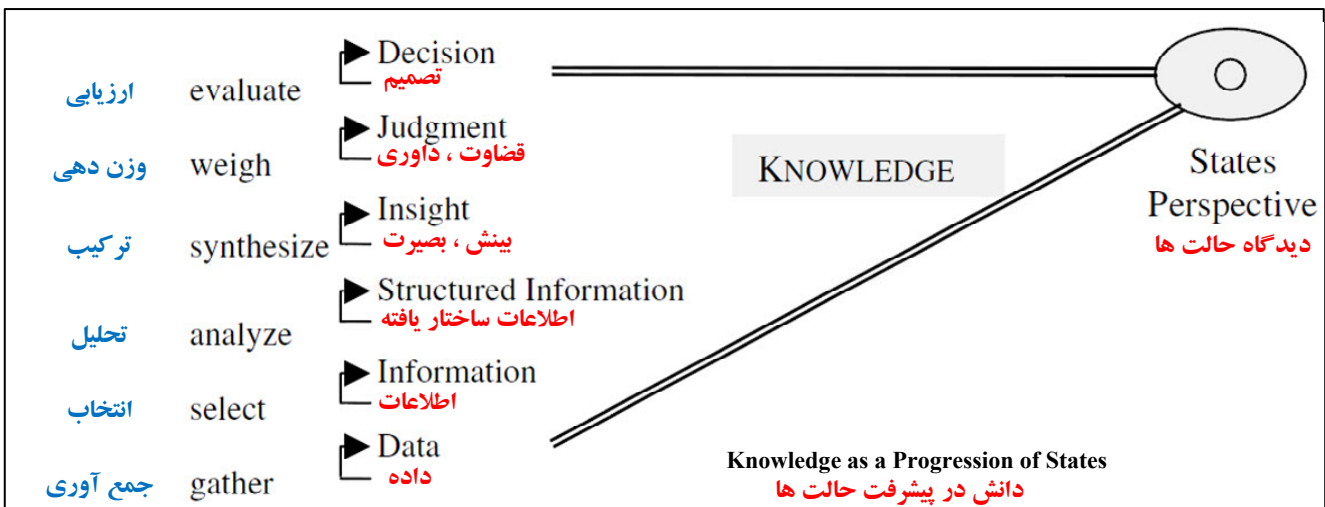 Decision
تصمیم
ارزیابی evaluate
Judgment
قضاوت ، داوری
وزن دهی weigh
Insight
بینش ، بصیرت
ترکیب synthesize
Structured Information
اطلاعات ساختار یافته
تحلیل analyze
Information
اطلاعات
انتخاب select
Data
داده
جمع آوری gather
KNOWLEDGE
States
Perspective
دیدگاه حالت ها
Knowledge as a Progression of States
دانش در پیشرفت حالت ها